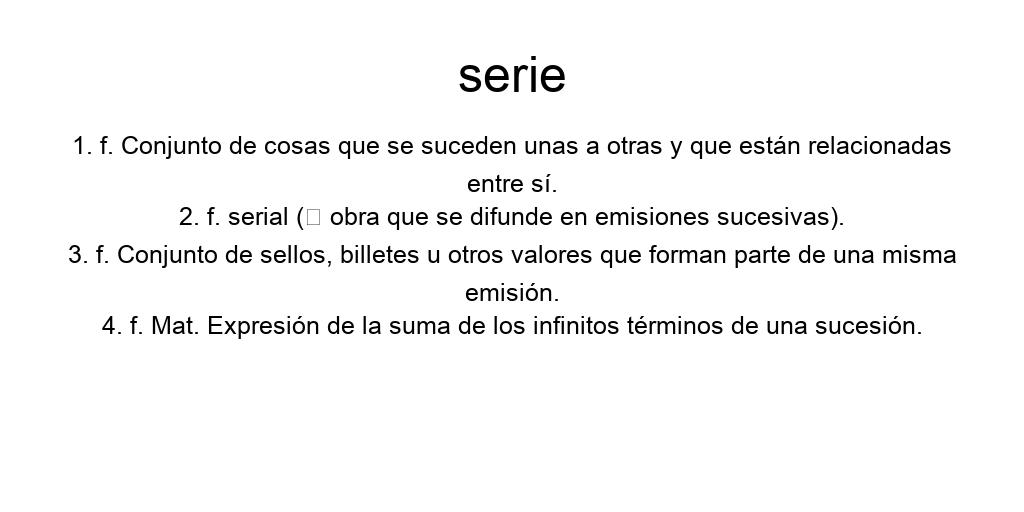 serie
1. f. Conjunto de cosas que se suceden unas a otras y que están relacionadas
entre sí.
2. f. serial (□ obra que se difunde en emisiones sucesivas).
3. f. Conjunto de sellos, billetes u otros valores que forman parte de una misma
emisión.
4. f. Mat. Expresión de la suma de los infinitos términos de una sucesión.